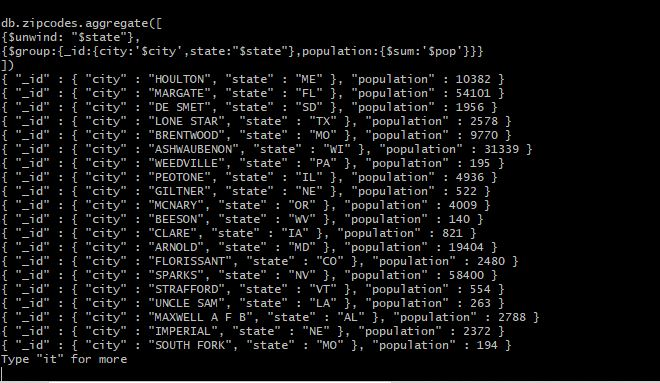 db.zipcodes.aggregate([
{$unwind: "$state"},
{$group:{_id:{city:'$city',state:"$state"},population:{$sum:'$pop'}}}
])
{ "_id" : { "city" : "HOULTON", "state" : "ME" }, "population" : 10382 }
{ "_id" : { "city" : "MARGATE", "state" : "FL" }, "population" : 54101 }
{ "_id" : { "city" : "DE SMET", "state" : "SD" }, "population" : 1956 }
{ "_id" : { "city" : "LONE STAR", "state" : "TX" }, "population" : 2578 }
{ "_id" : { "city" : "BRENTWOOD", "state" : "MO" }, "population" : 9770 }
{ "_id" : { "city" : "ASHWAUBENON", "state" : "WI" }, "population" : 31339 }
{ "_id" : { "city" : "WEEDVILLE", "state" : "PA" }, "population" : 195 }
{ "_id" : { "city" : "PEOTONE", "state" : "IL" }, "population" : 4936 }
{ "_id" : { "city" : "GILTNER", "state" : "NE" }, "population" : 522 }
{ "_id" : { "city" : "MCNARY", "state" : "OR" }, "population" : 4009 }
{ "_id" : { "city" : "BEESON", "state" : "WV" }, "population" : 140 }
{ "_id" : { "city" : "CLARE", "state" : "IA" }, "population" : 821 }
{ "_id" : { "city" : "ARNOLD", "state" : "MD" }, "population" : 19404 }
{ "_id" : { "city" : "FLORISSANT", "state" : "CO" }, "population" : 2480 }
{ "_id" : { "city" : "SPARKS", "state" : "NV" }, "population" : 58400 }
{ "_id" : { "city" : "STRAFFORD", "state" : "VT" }, "population" : 554 }
{ "_id" : { "city" : "UNCLE SAM", "state" : "LA" }, "population" : 263 }
{ "_id" : { "city" : "MAXWELL A F B", "state" : "AL" }, "population" : 2788 }
{ "_id" : { "city" : "IMPERIAL", "state" : "NE" }, "population" : 2372 }
{ "_id" : { "city" : "SOUTH FORK", "state" : "MO" }, "population" : 194 }
Type "it" for more